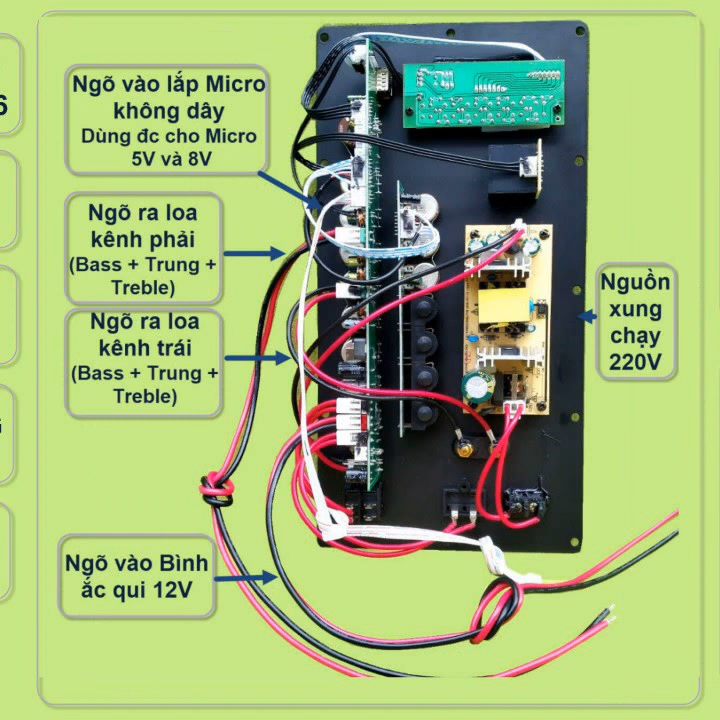 Ngõ vào lắp Micro
không dây
Dùng đc cho Micro
5V và 8V
Ngõ ra loa
kênh phải
(Bass + Trung +
Treble)
Ngõ ra loa
kênh trái
(Bass + Trung +
Treble)
Nguồn
xung
chạy
220V
Ngõ vào Bình
ắc qui 12V
6